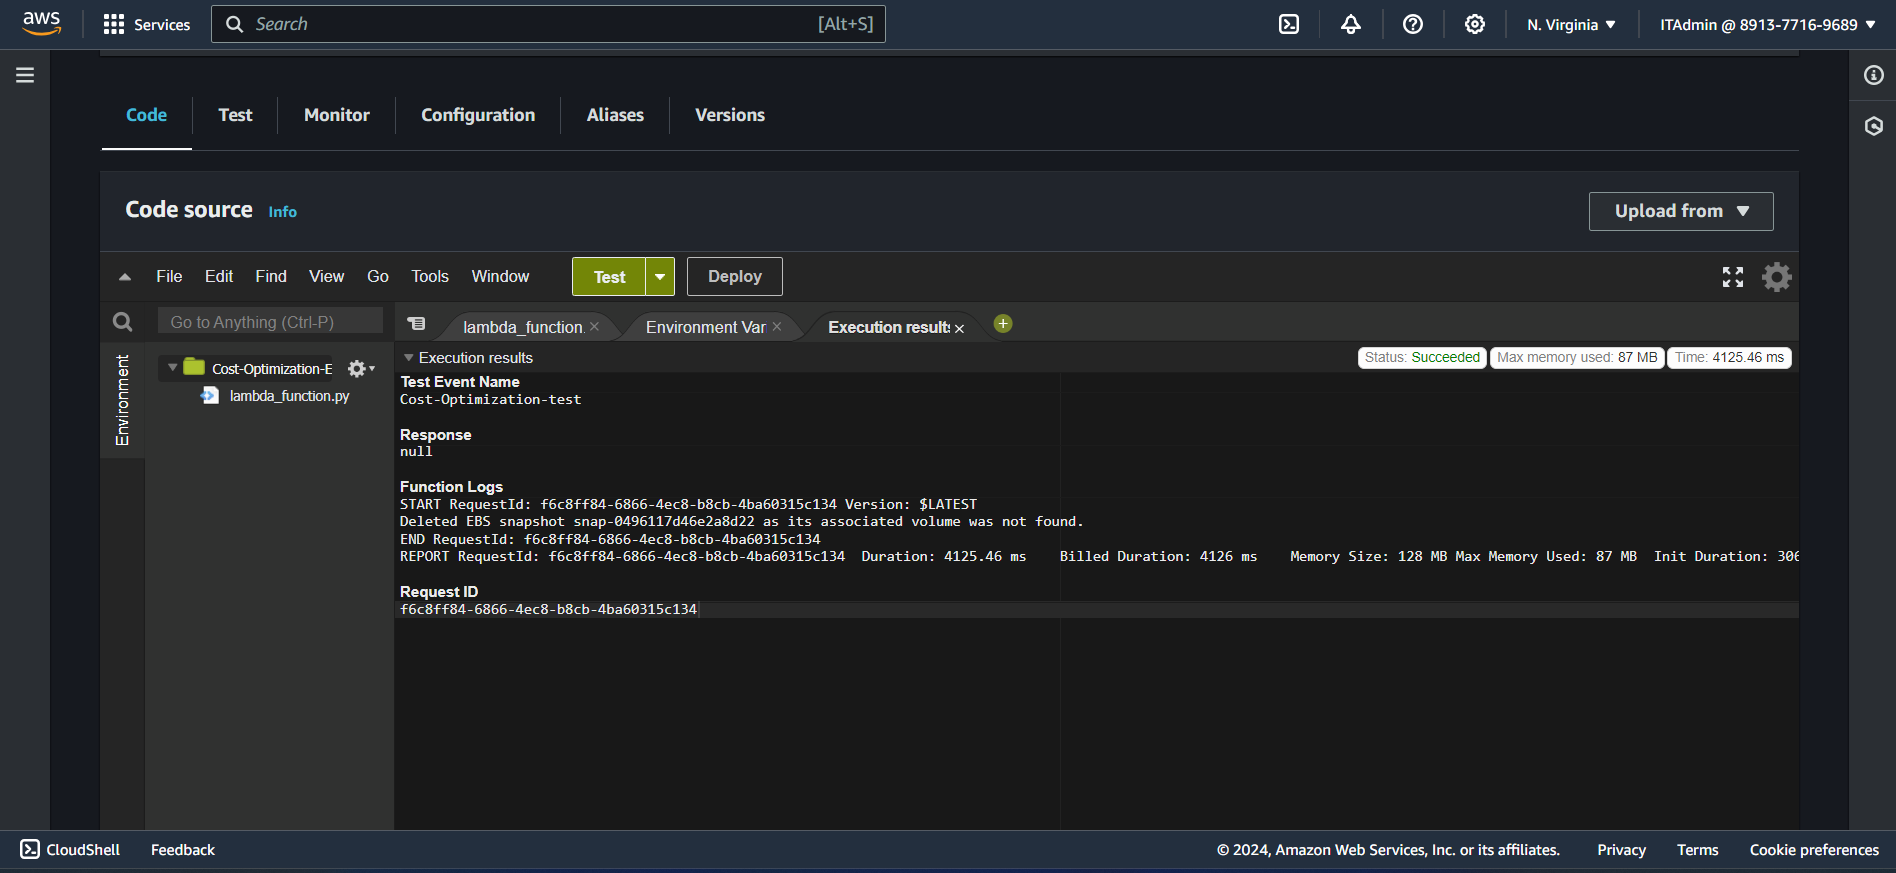 aws
Services
Search
[Alt+S]
N. Virginia
ITAdmin @ 8913-7716-9689
Code
Test
Monitor
Configuration
Aliases
Versions
Code source
Info
Upload from
File
Edit
Find
View
Go
Tools
Window
Test
Deploy
Go to Anything (Ctrl-P)
lambda_function.
Environment Var
Execution results
Environment
Cost-Optimization-E
lambda_function.py
Execution results
Status: Succeeded
Max memory used: 87 MB
Time: 4125.46 ms
Test Event Name
Cost-Optimization-test
Response
null
Function Logs
START RequestId: f6c8ff84-6866-4ec8-b8cb-4ba60315c134 Version: $LATEST
Deleted EBS snapshot snap-0496117d46e2a8d22 as its associated volume was not found.
END RequestId: f6c8ff84-6866-4ec8-b8cb-4ba60315c134
REPORT RequestId: f6c8ff84-6866-4ec8-b8cb-4ba60315c134 Duration: 4125.46 ms Billed Duration: 4126 ms Memory Size: 128 MB Max Memory Used: 87 MB Init Duration: 306
Request ID
f6c8ff84-6866-4ec8-b8cb-4ba60315c134
CloudShell
Feedback
© 2024, Amazon Web Services, Inc. or its affiliates.
Privacy
Terms
Cookie preferences